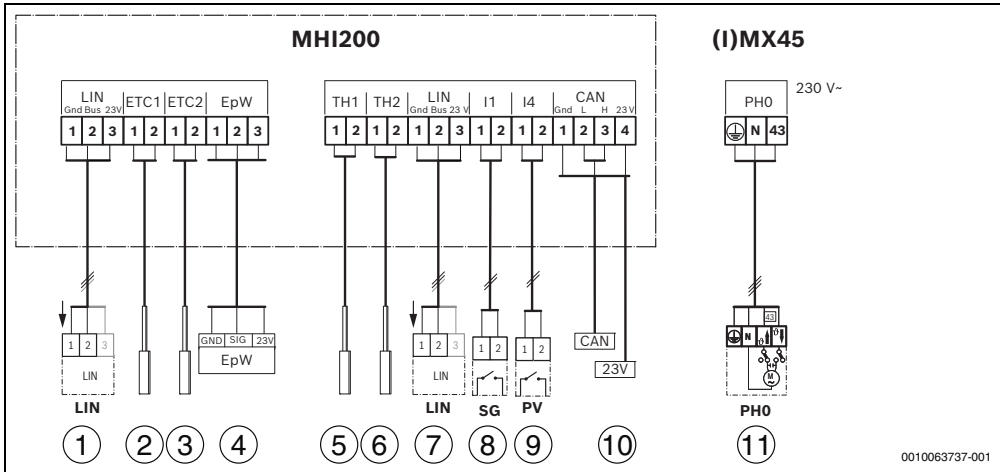 MHI200 (I)MX45
LIN ETC1 ETC2 EpW TH1 TH2 LIN I1 I4 CAN PH0 230 V~
Gnd Bus 23V Gnd Bus 23 V Gnd L H 23 V
1 2 3 1 2 1 2 1 2 3 1 2 1 2 1 2 3 1 2 1 2 1 2 3 4 N 43
43
1 2 3 GND SIG 23V 1 2 3 1 2 1 2 CAN N
LIN EpW LIN 23V M
LIN LIN SG PV PH0
1 2 3 4 5 6 7 8 9 10 11
0010063737-001